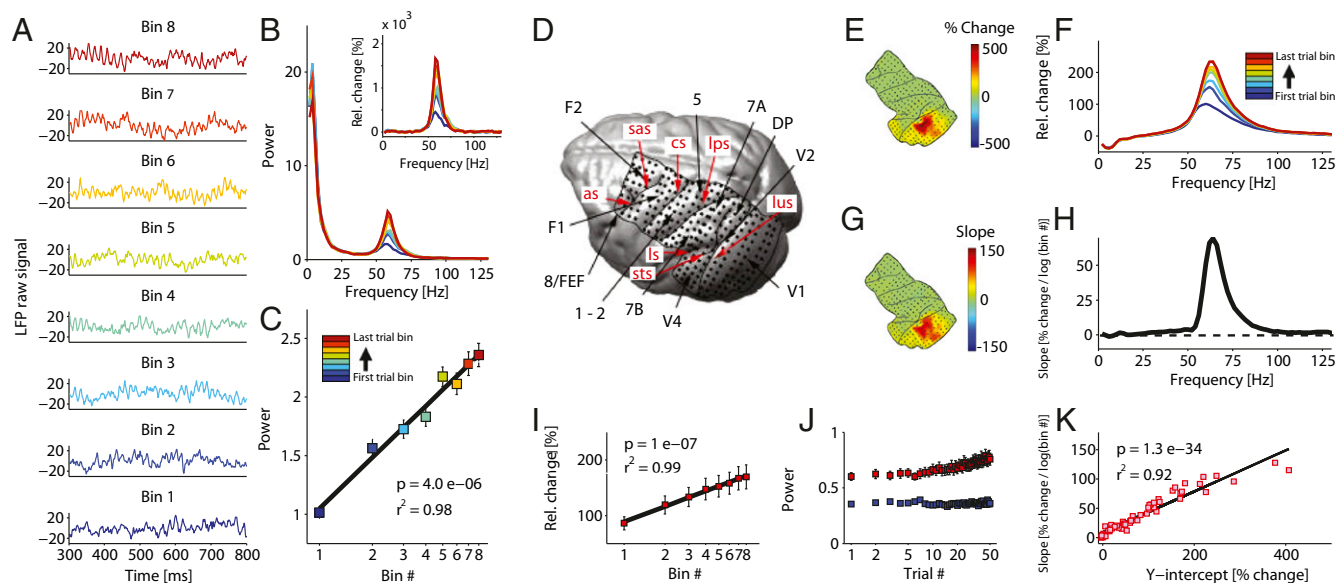 A
LFP raw signal
Bin 8
20
−20
Bin 7
20
−20
Bin 6
20
−20
Bin 5
20
−20
Bin 4
20
−20
Bin 3
20
−20
Bin 2
20
−20
Bin 1
20
−20
300 400 500 600 700 800
Time [ms]
B
Power
20
10
0
0 25 50 75 100 125
Frequency [Hz]
x 10³
Rel. change [%]
2
1
0
0 50 100
Frequency [Hz]
C
Power
2.5
2
1.5
1
1 2 3 4 5 6 7 8
Bin #
Last trial bin
First trial bin
p = 4.0 e−06
r² = 0.98
D
F2
sas
cs
5
lps
7A
DP
V2
as
lus
F1
ls
sts
8/FEF
1 - 2
7B
V4
V1
E
% Change
500
0
-500
F
Rel. change [%]
200
100
0
0 25 50 75 100 125
Frequency [Hz]
Last trial bin
First trial bin
G
Slope
150
0
-150
H
Slope [% change / log (bin #)]
50
0
0 25 50 75 100 125
Frequency [Hz]
I
Rel. change [%]
200
100
p = 1 e−07
r² = 0.99
1 2 3 4 5 6 7 8
Bin #
J
Power
1
0.5
0
1 2 5 10 20 50
Trial #
K
Slope [% change / log(bin #)]
150
100
50
0
p = 1.3 e−34
r² = 0.92
0 200 400
Y−intercept [% change]